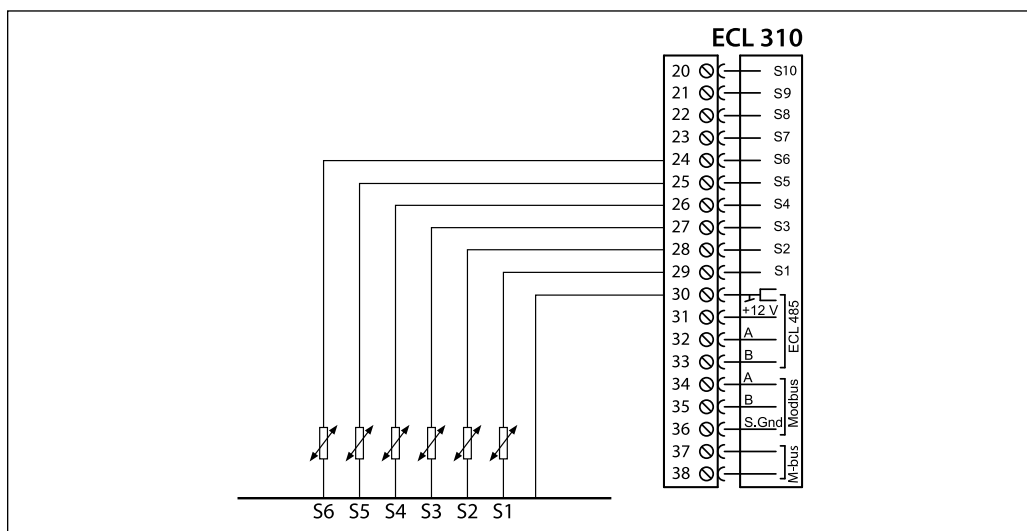 ECL 310
20 S10
21 S9
22 S8
23 S7
24 S6
25 S5
26 S4
27 S3
28 S2
29 S1
30
31 +12 V
32 A
33 B
ECL 485
34 A
35 B
36 S.Gnd
Modbus
37
38
M-bus
S6 S5 S4 S3 S2 S1